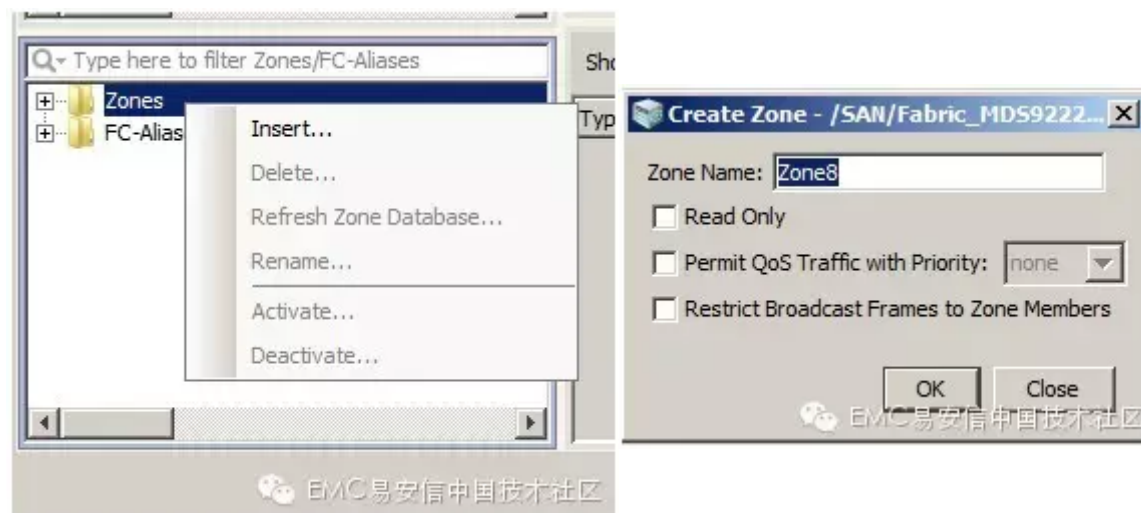 Type here to filter Zones/FC-Aliases
Zones
FC-Alias
Insert...
Delete...
Refresh Zone Database...
Rename...
Activate...
Deactivate...
Sho
Typ
EMC易安信中国技术社区
Create Zone - /SAN/Fabric_MDS9222...
Zone Name: Zone8
Read Only
Permit QoS Traffic with Priority: none
Restrict Broadcast Frames to Zone Members
OK Close
EMC易安信中国技术社区